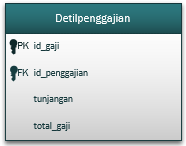 Detilpenggajian
PK id_gaji
FK id_penggajian
tunjangan
total_gaji